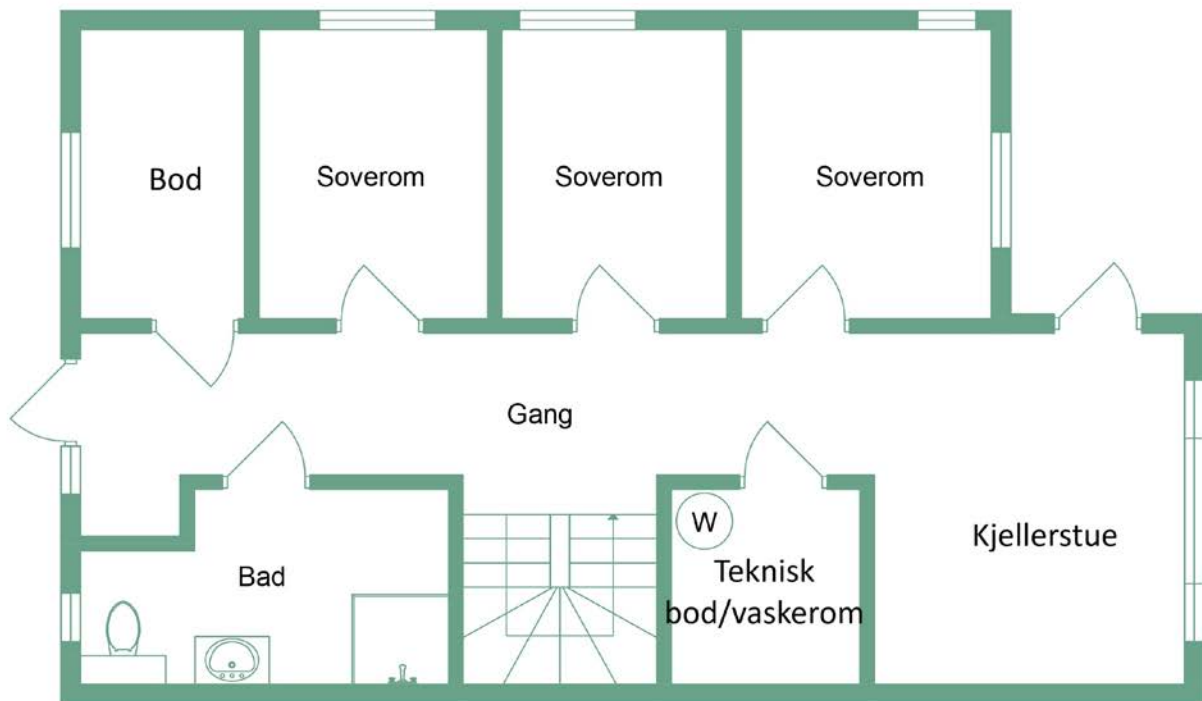 Bod
Soverom
Soverom
Soverom
Gang
Bad
W
Teknisk
bod/vaskerom
Kjellerstue